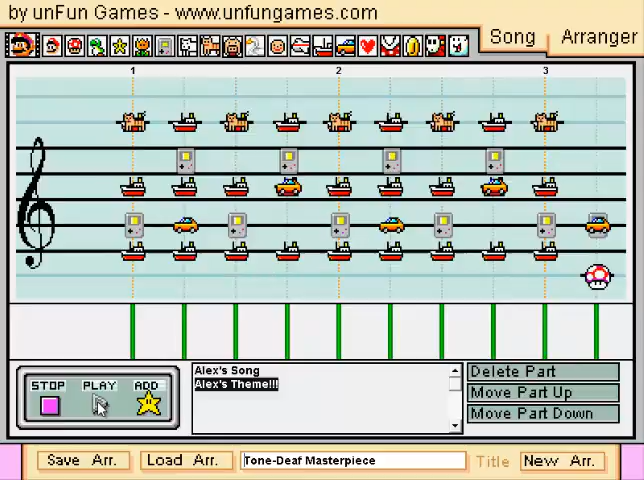 by unFun Games - www.unfungames.com
Song
Arranger
1 2 3
STOP PLAY ADD
Alex's Song
Alex's Theme!!!
Delete Part
Move Part Up
Move Part Down
Save Arr. Load Arr. Tone-Deaf Masterpiece Title New Arr.